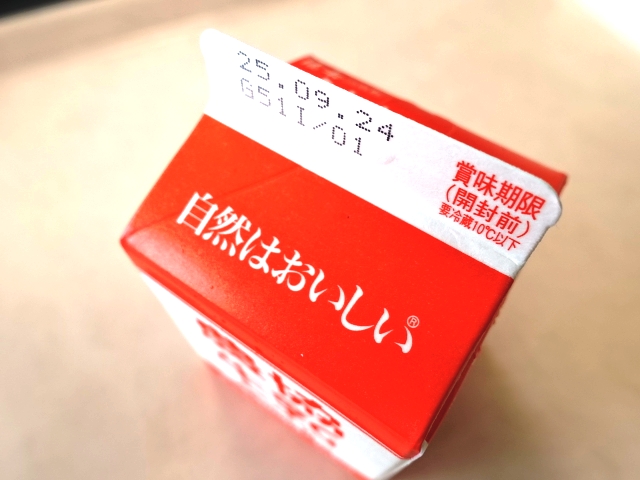 25.09.24
G51I/01
賞味期限
(開封前)
要冷蔵10℃以下
自然はおいしい®